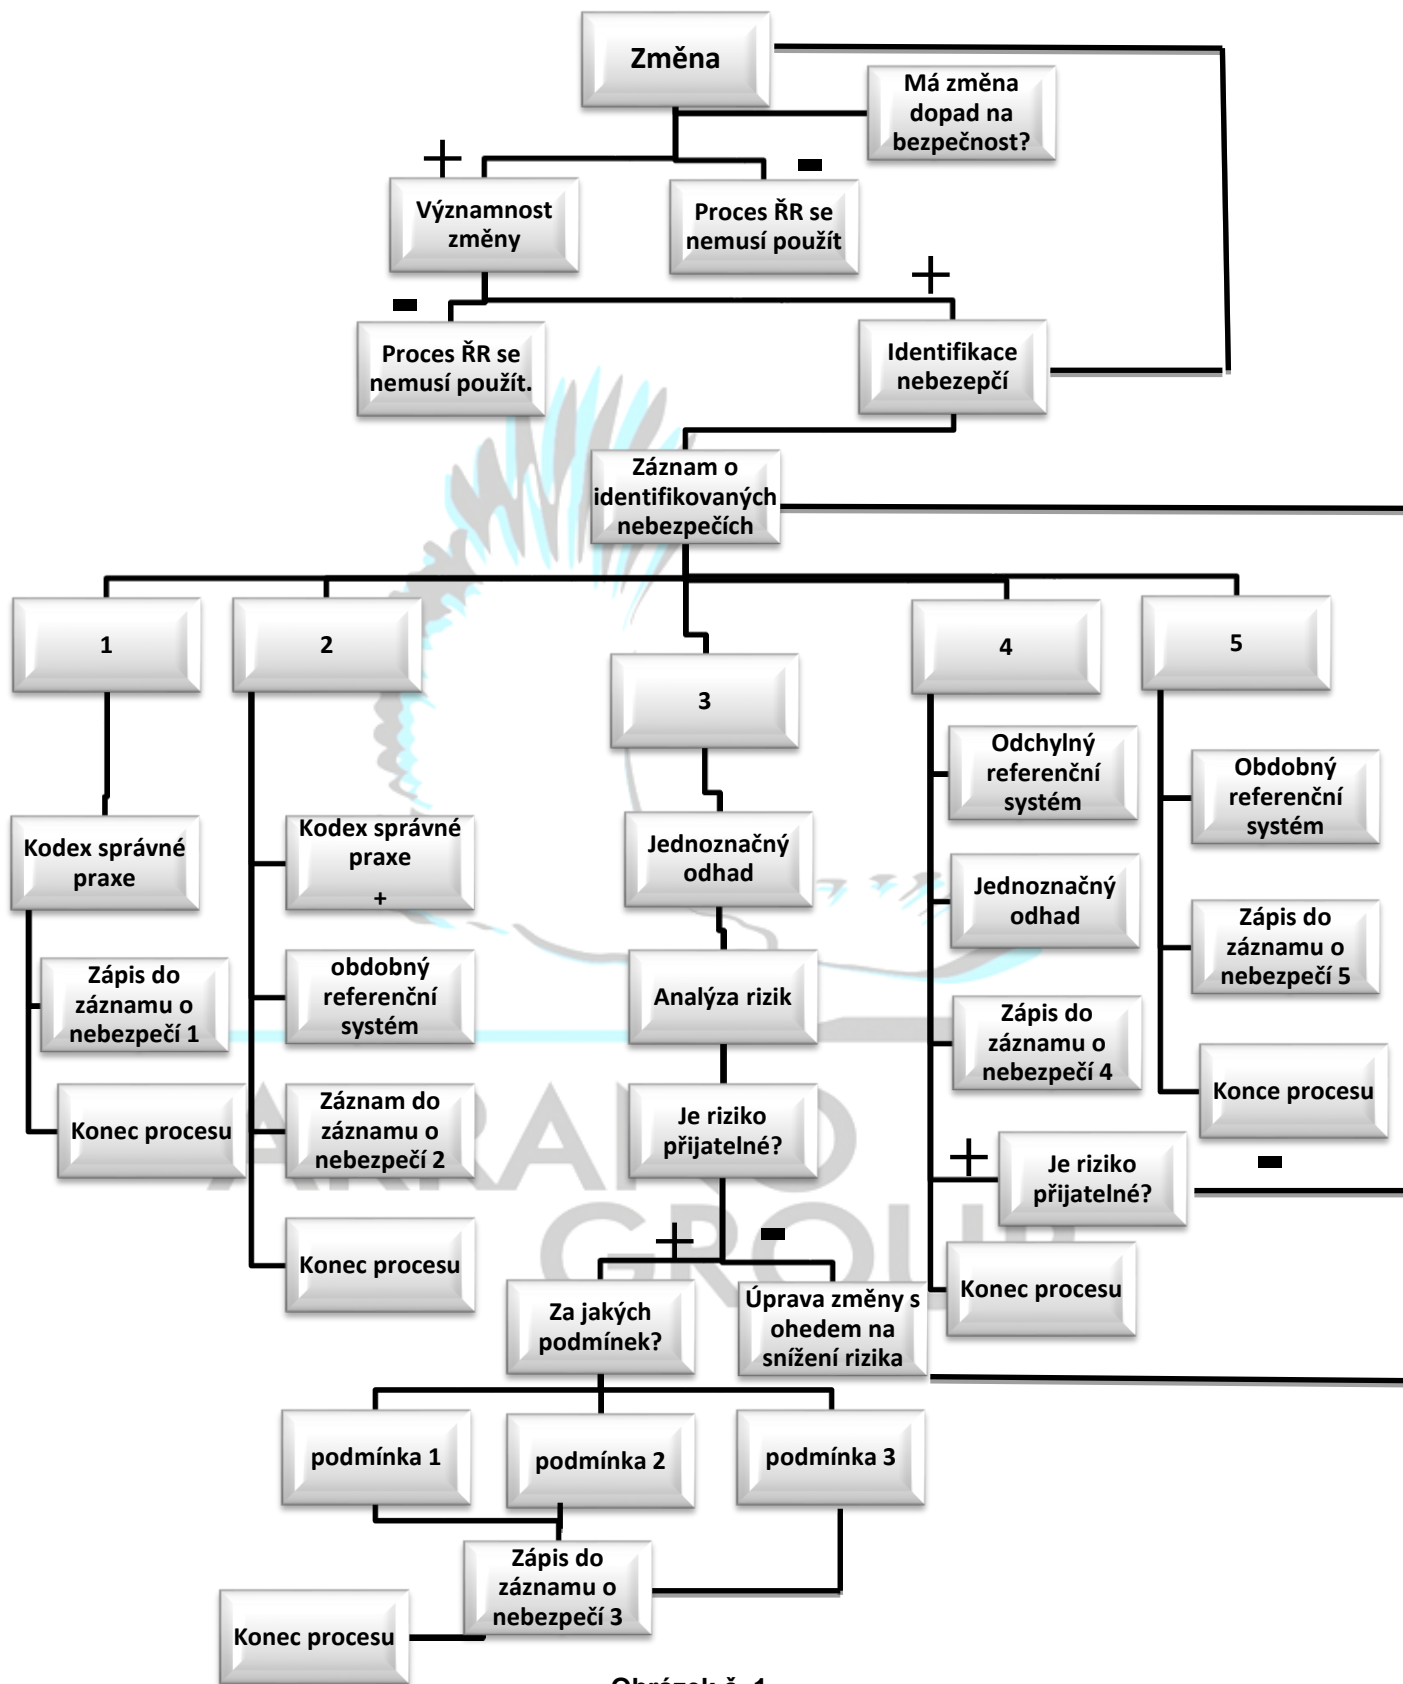 Změna
Má změna
dopad na
bezpečnost?
+
-
Významnost
změny
Proces ŘR se
nemusí použít
+
-
Proces ŘR se
nemusí použít.
Identifikace
nebezepčí
Záznam o
identifikovaných
nebezpečích
1
2
3
4
5
Kodex správné
praxe
Zápis do
záznamu o
nebezpečí 1
Konec procesu
Kodex správné
praxe
+
obdobný
referenční
systém
Záznam do
záznamu o
nebezpečí 2
Konec procesu
Jednoznačný
odhad
Analýza rizik
Je riziko
přijatelné?
+
-
Za jakých
podmínek?
Úprava změny s
ohedem na
snížení rizika
podmínka 1
podmínka 2
podmínka 3
Zápis do
záznamu o
nebezpečí 3
Konec procesu
Odchylný
referenční
systém
Jednoznačný
odhad
Zápis do
záznamu o
nebezpečí 4
+
Je riziko
přijatelné?
-
Konec procesu
Obdobný
referenční
systém
Zápis do
záznamu o
nebezpečí 5
Konce procesu
ARRANO
GROUP
Obrázek č. 1